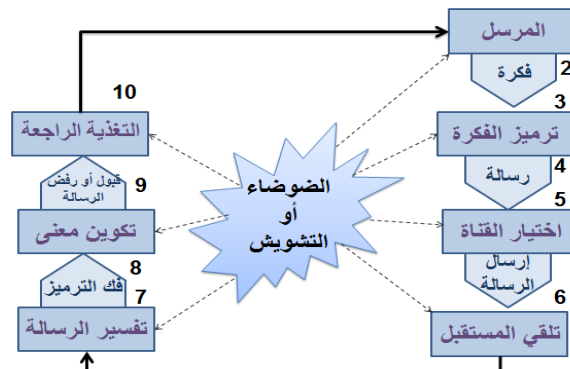 المرسل
2
فكرة
3
ترميز الفكرة
4
رسالة
5
اختيار القناة
إرسال
الرسالة
6
تلقي المستقبل
7
تفسير الرسالة
فك الترميز
8
تكوين معنى
9
قبول أو رفض
الرسالة
10
التغذية الراجعة
الضوضاء
أو
التشويش